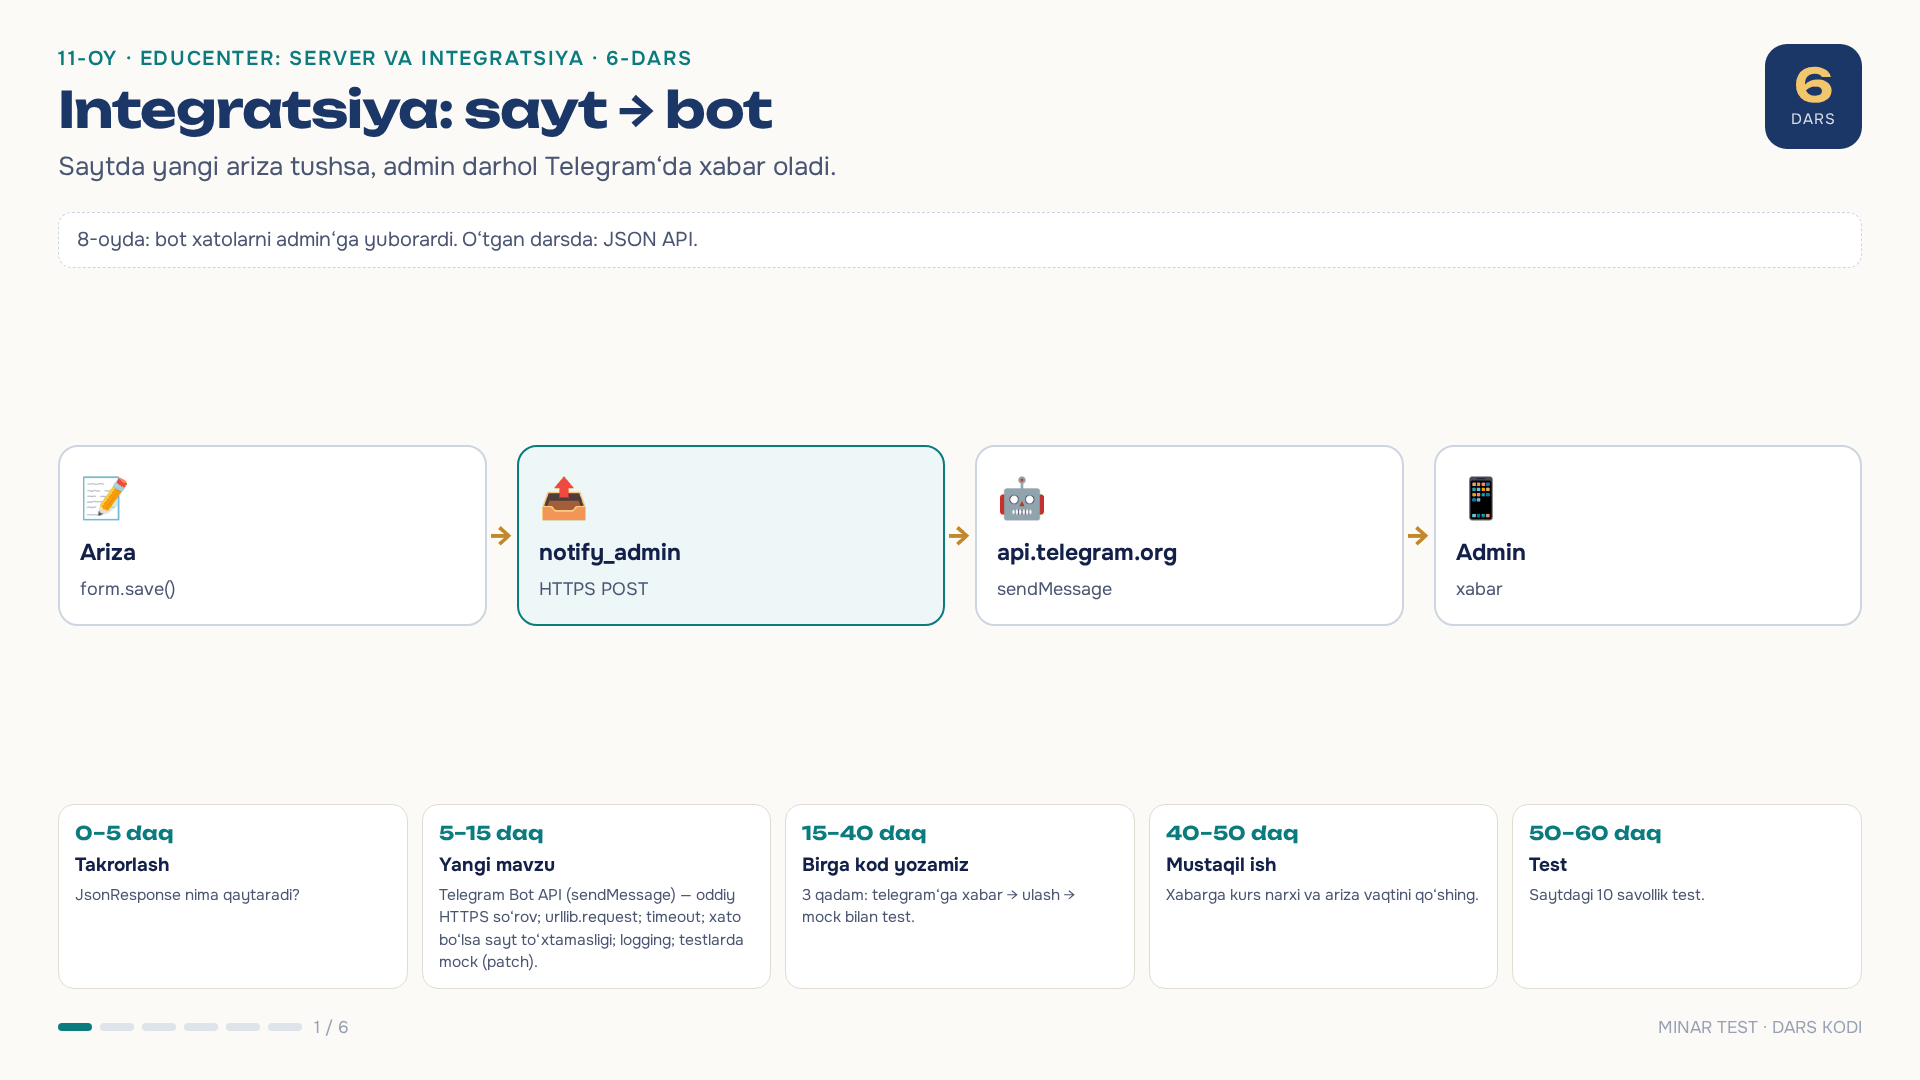 11-OY · EDUCENTER: SERVER VA INTEGRATSIYA · 6-DARS
Integratsiya: sayt → bot
Saytda yangi ariza tushsa, admin darhol Telegram‘da xabar oladi.
6
DARS
8-oyda: bot xatolarni admin‘ga yuborardi. O‘tgan darsda: JSON API.
Ariza
form.save()
→
notify_admin
HTTPS POST
→
api.telegram.org
sendMessage
→
Admin
xabar
0–5 daq
Takrorlash
JsonResponse nima qaytaradi?
5–15 daq
Yangi mavzu
Telegram Bot API (sendMessage) — oddiy
HTTPS so‘rov; urllib.request; timeout; xato
bo‘lsa sayt to‘xtamasligi; logging; testlarda
mock (patch).
15–40 daq
Birga kod yozamiz
3 qadam: telegram‘ga xabar → ulash →
mock bilan test.
40–50 daq
Mustaqil ish
Xabarga kurs narxi va ariza vaqtini qo‘shing.
50–60 daq
Test
Saytdagi 10 savollik test.
1 / 6
MINAR TEST · DARS KODI